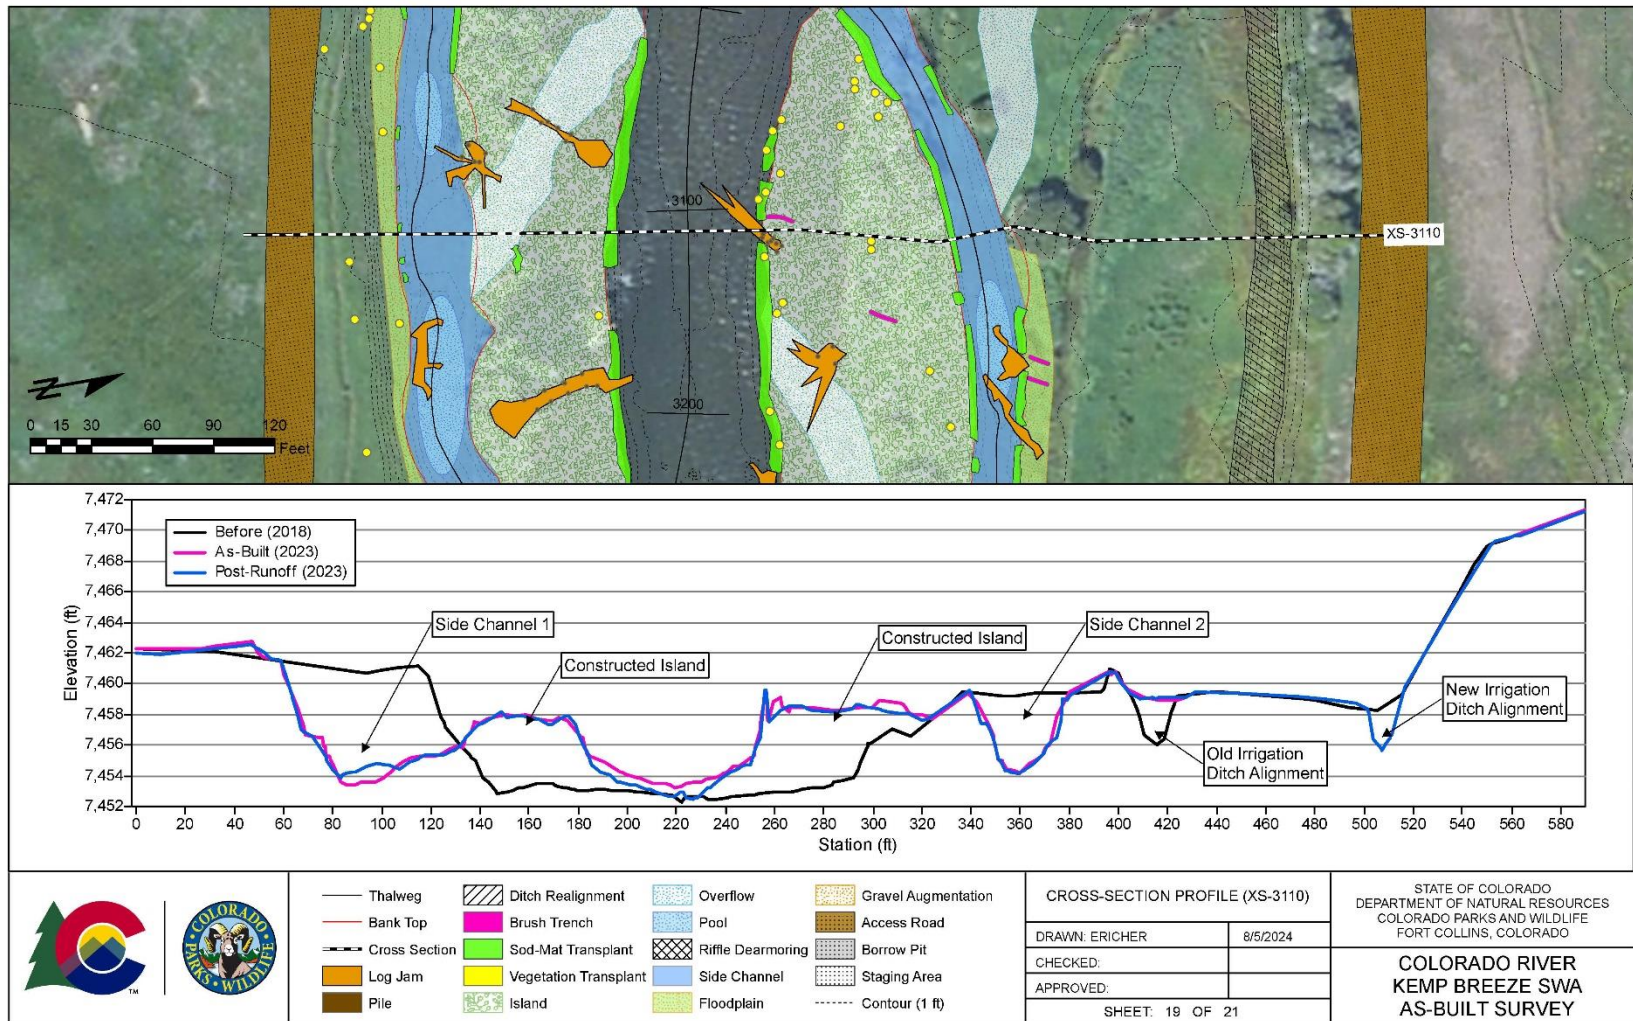 3100
XS-3110
3200
Z
0 15 30 60 90 120
Feet
7,472
7,470
7,468
7,466
7,464
7,462
7,460
7,458
7,456
7,454
7,452
Elevation (ft)
Before (2018)
As-Built (2023)
Post-Runoff (2023)
Side Channel 1
Constructed Island
Constructed Island
Side Channel 2
Old Irrigation
Ditch Alignment
New Irrigation
Ditch Alignment
0 20 40 60 80 100 120 140 160 180 200 220 240 260 280 300 320 340 360 380 400 420 440 460 480 500 520 540 560 580
Station (ft)
C
TM
COLORADO
PARKS AND WILDLIFE
Thalweg
Bank Top
Cross Section
Log Jam
Pile
Ditch Realignment
Brush Trench
Sod-Mat Transplant
Vegetation Transplant
Island
Overflow
Pool
Riffle Dearmoring
Side Channel
Floodplain
Gravel Augmentation
Access Road
Borrow Pit
Staging Area
Contour (1 ft)
CROSS-SECTION PROFILE (XS-3110)
DRAWN: ERICHER 8/5/2024
CHECKED:
APPROVED:
SHEET: 19 OF 21
STATE OF COLORADO
DEPARTMENT OF NATURAL RESOURCES
COLORADO PARKS AND WILDLIFE
FORT COLLINS, COLORADO
COLORADO RIVER
KEMP BREEZE SWA
AS-BUILT SURVEY